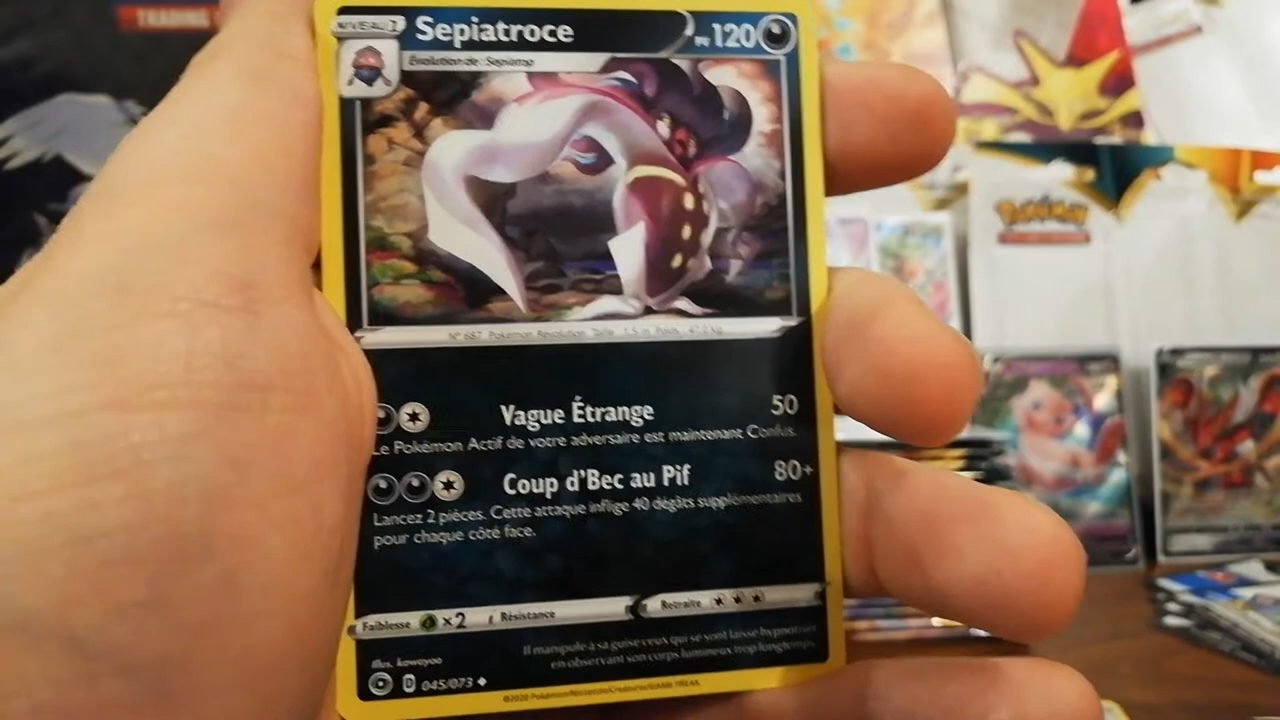 TRADING
NIVEAU 1
Sepiatroce
PV 120
Évolution de : Sepiatop
N° 687 Pokémon Révolution Taille : 1,5 m Poids : 47,0 kg
Vague Étrange 50
Le Pokémon Actif de votre adversaire est maintenant Confus.
Coup d'Bec au Pif 80+
Lancez 2 pièces. Cette attaque inflige 40 dégâts supplémentaires
pour chaque côté face.
Faiblesse ×2 Résistance Retraite
Il manipule à sa guise ceux qui se sont laissé hypnotiser
en observant son corps lumineux trop longtemps.
Illus. kawayoo
D 045/073
©2020 Pokémon/Nintendo/Creatures/GAME FREAK
Pokémon